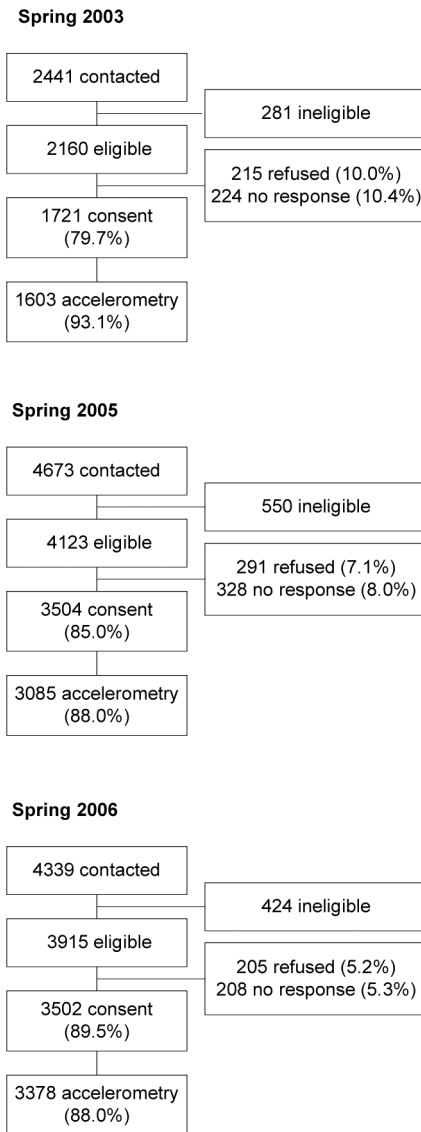 Spring 2003
2441 contacted
281 ineligible
2160 eligible
215 refused (10.0%)
224 no response (10.4%)
1721 consent
(79.7%)
1603 accelerometry
(93.1%)
Spring 2005
4673 contacted
550 ineligible
4123 eligible
291 refused (7.1%)
328 no response (8.0%)
3504 consent
(85.0%)
3085 accelerometry
(88.0%)
Spring 2006
4339 contacted
424 ineligible
3915 eligible
205 refused (5.2%)
208 no response (5.3%)
3502 consent
(89.5%)
3378 accelerometry
(88.0%)